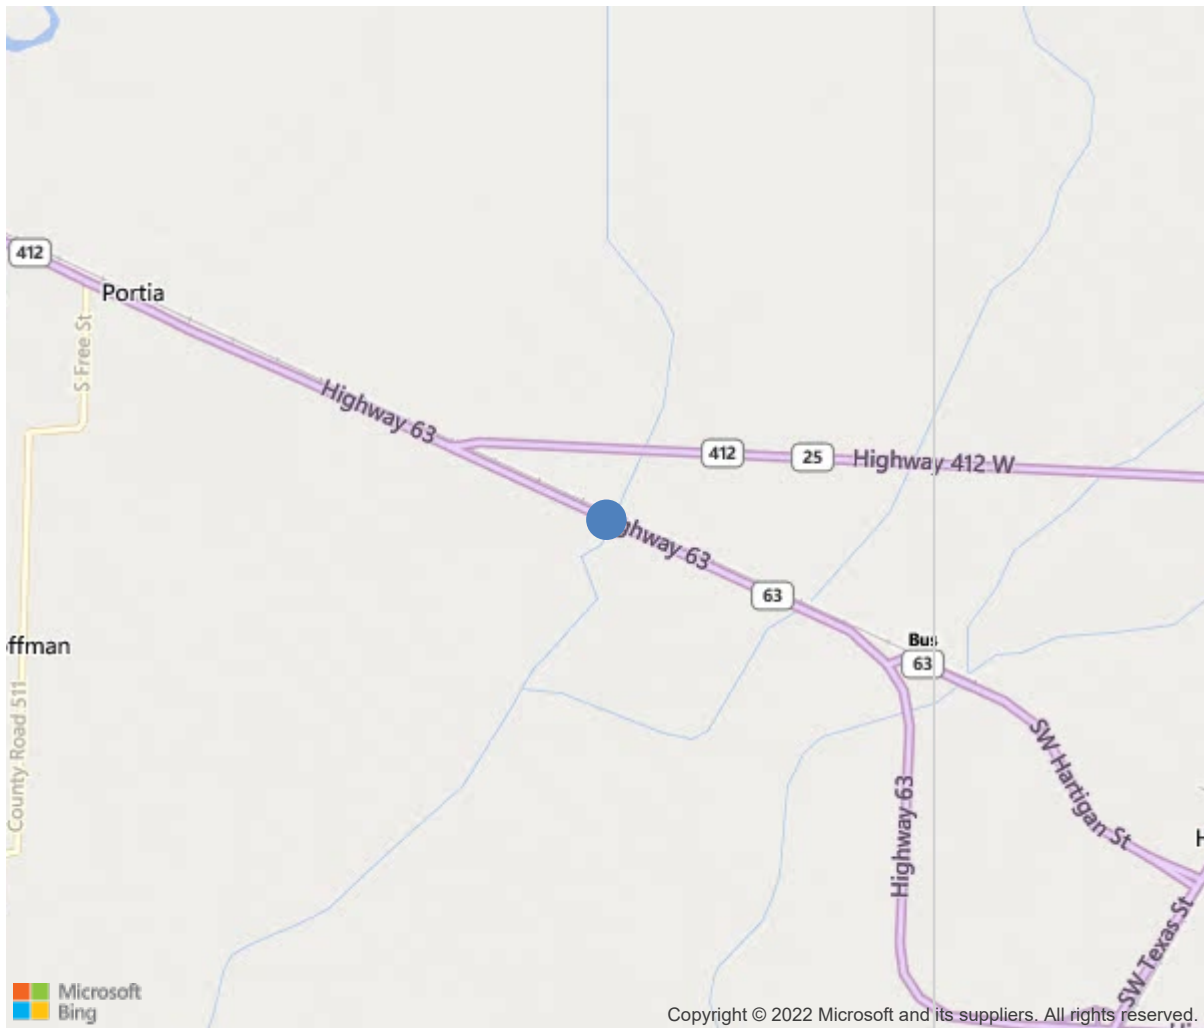 412
Portia
S Free St
Highway 63
412
25
Highway 412 W
ghway 63
63
Bus
63
ffman
County Road 511
SW Hartigan St
Highway 63
H
SW Texas St
Microsoft
Bing
Copyright © 2022 Microsoft and its suppliers. All rights reserved.